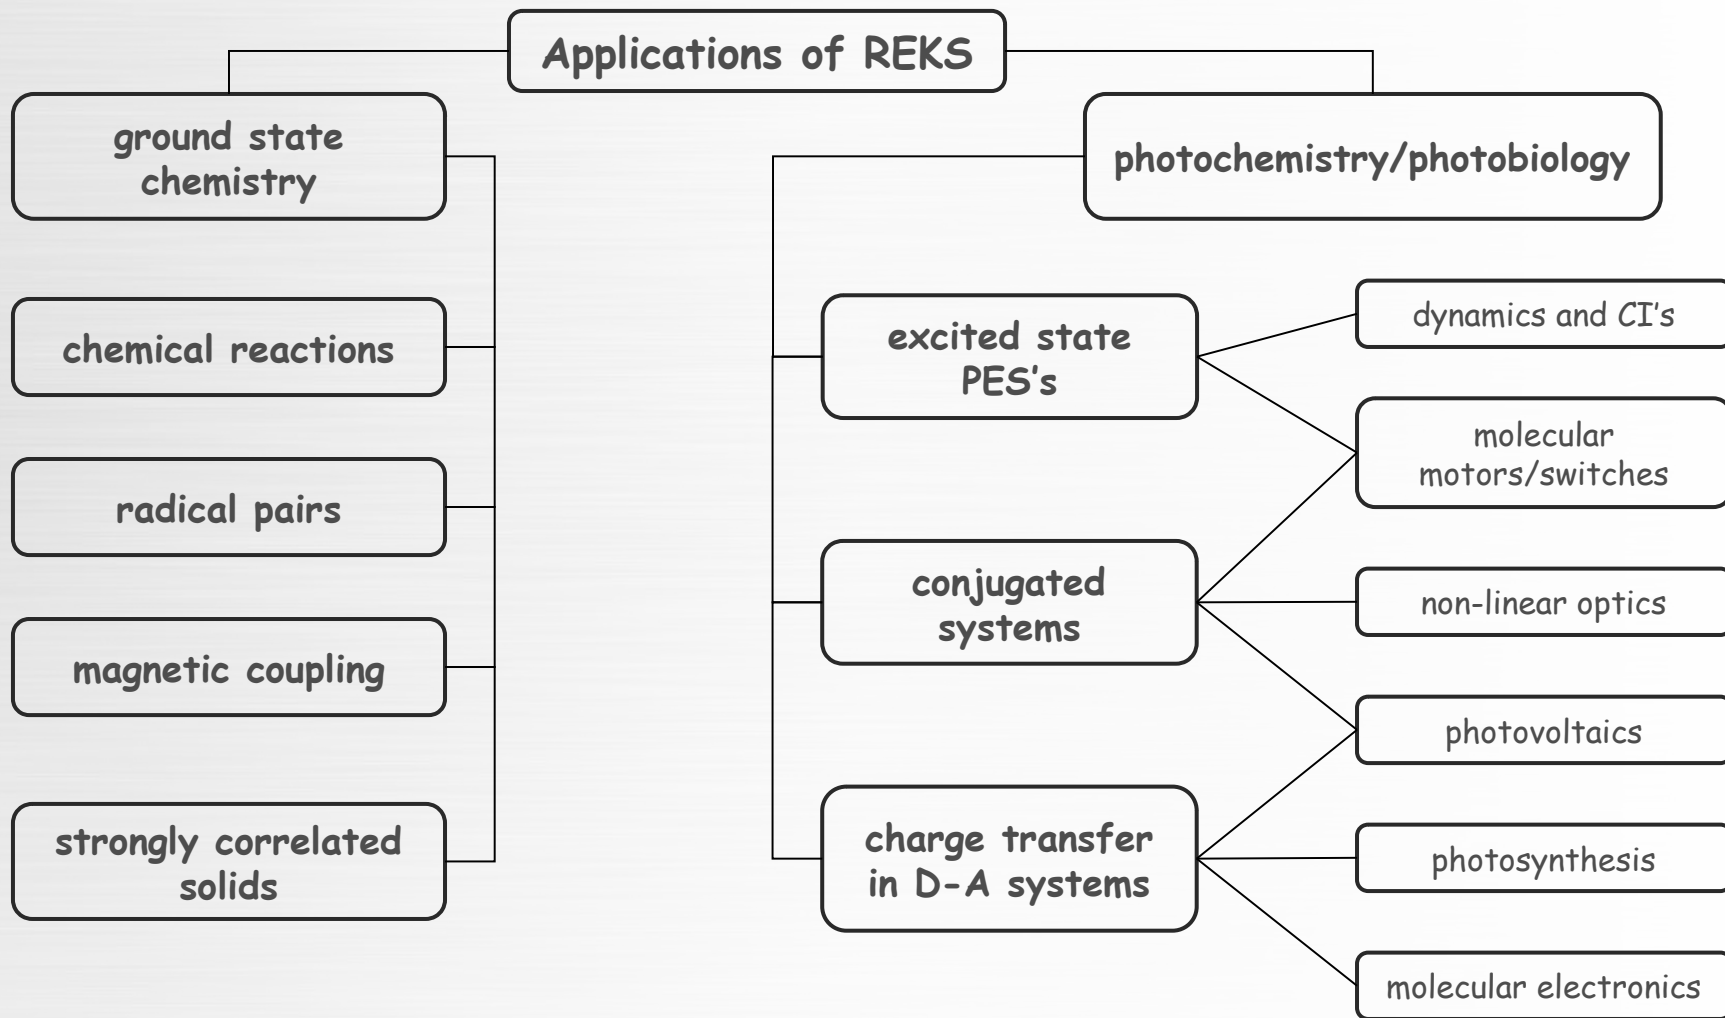 Applications of REKS
ground state
chemistry
chemical reactions
radical pairs
magnetic coupling
strongly correlated
solids
photochemistry/photobiology
excited state
PES’s
conjugated
systems
charge transfer
in D-A systems
dynamics and CI’s
molecular
motors/switches
non-linear optics
photovoltaics
photosynthesis
molecular electronics